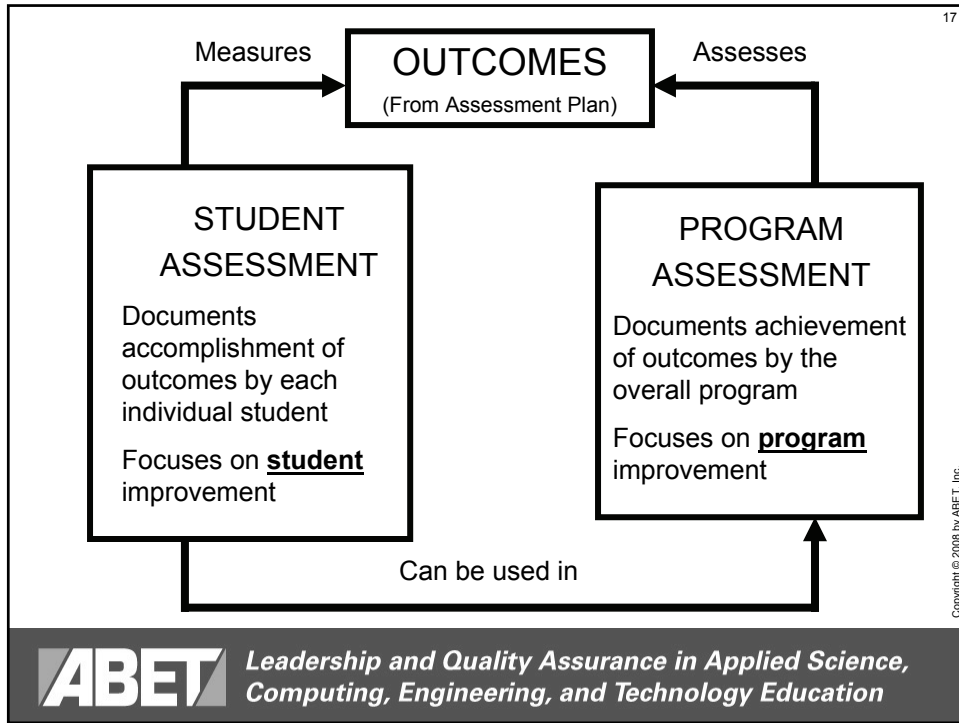 17
Measures
OUTCOMES
(From Assessment Plan)
Assesses
STUDENT
ASSESSMENT
Documents
accomplishment of
outcomes by each
individual student
Focuses on student
improvement
PROGRAM
ASSESSMENT
Documents achievement
of outcomes by the
overall program
Focuses on program
improvement
Can be used in
Copyright © 2008 by ABET, Inc.
ABET
Leadership and Quality Assurance in Applied Science,
Computing, Engineering, and Technology Education